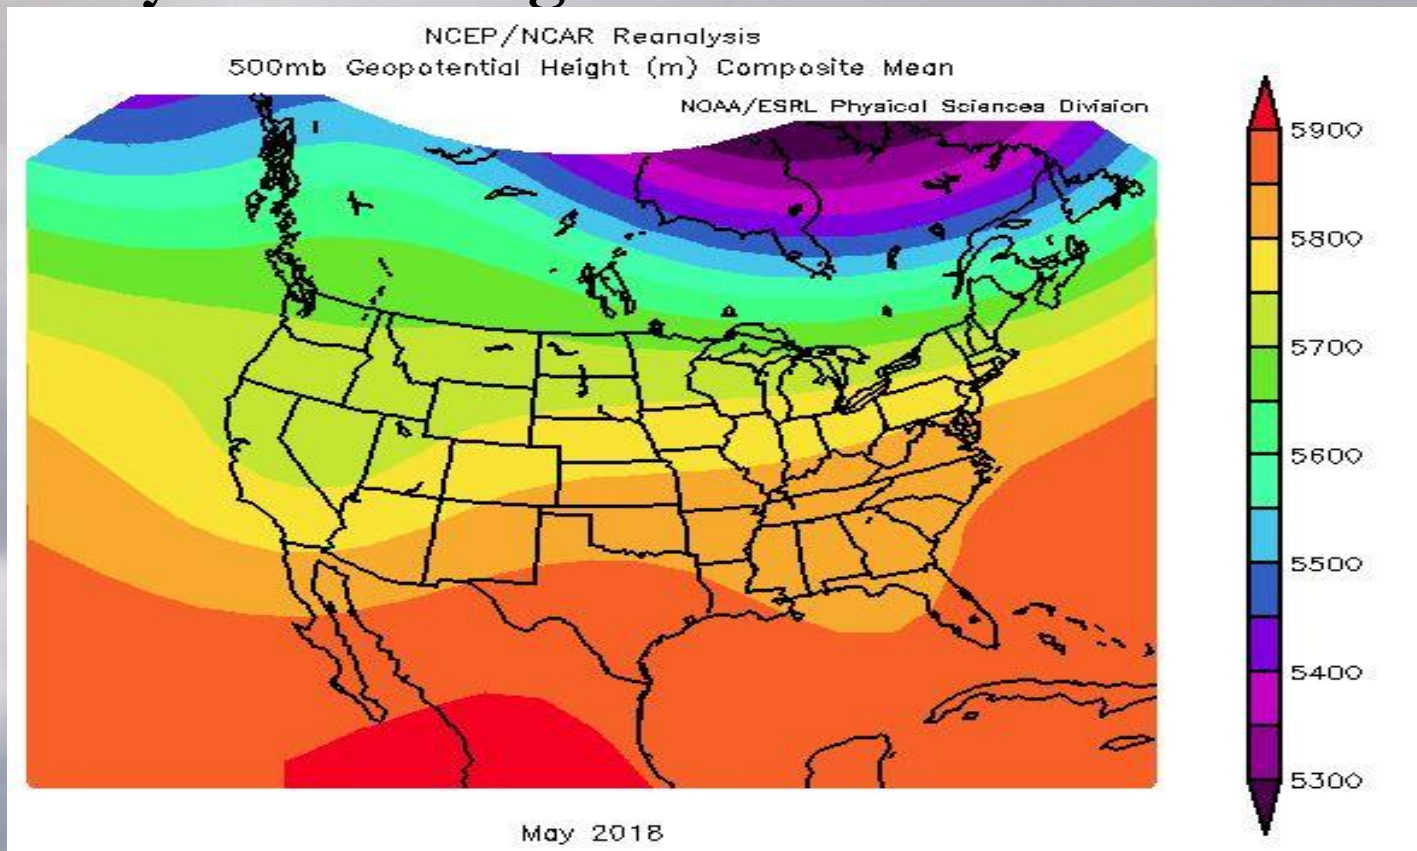 NCEP/NCAR Reanalysis
500mb Geopotential Height (m) Composite Mean
NOAA/ESRL Physical Sciences Division
5900
5800
5700
5600
5500
5400
5300
May 2018